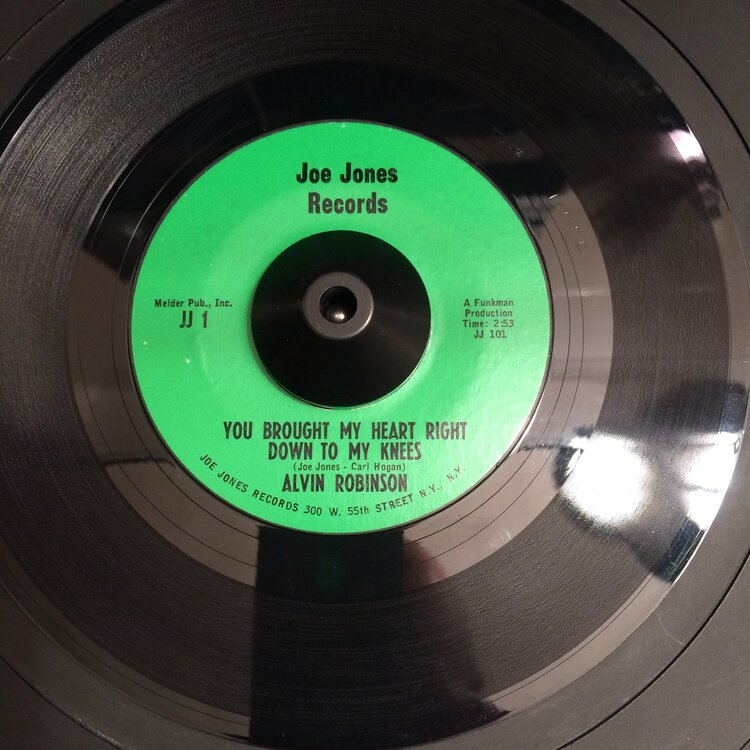 Joe Jones
Records
Melder Pub., Inc.
JJ 1
A Funkman
Production
Time: 2:53
JJ 101
YOU BROUGHT MY HEART RIGHT
DOWN TO MY KNEES
(Joe Jones - Carl Hogan)
ALVIN ROBINSON
JOE JONES RECORDS 300 W. 55th STREET N.Y., N.Y.